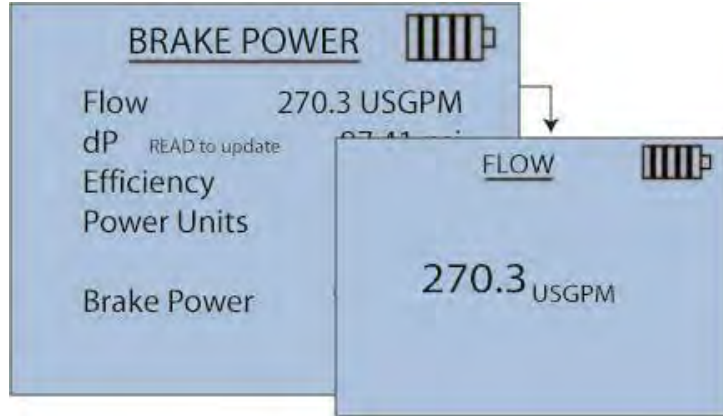 BRAKE POWER
Flow 270.3 USGPM
dP READ to update
Efficiency
Power Units
Brake Power
FLOW
270.3 USGPM